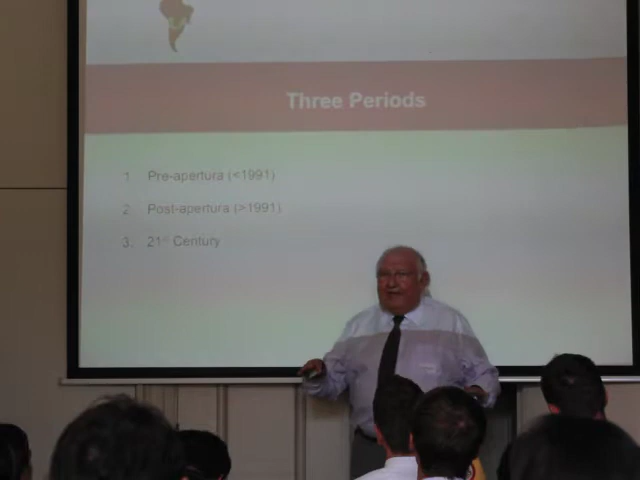 Three Periods
1 Pre-apertura (<1991)
2 Post-apertura (>1991)
3. 21st Century